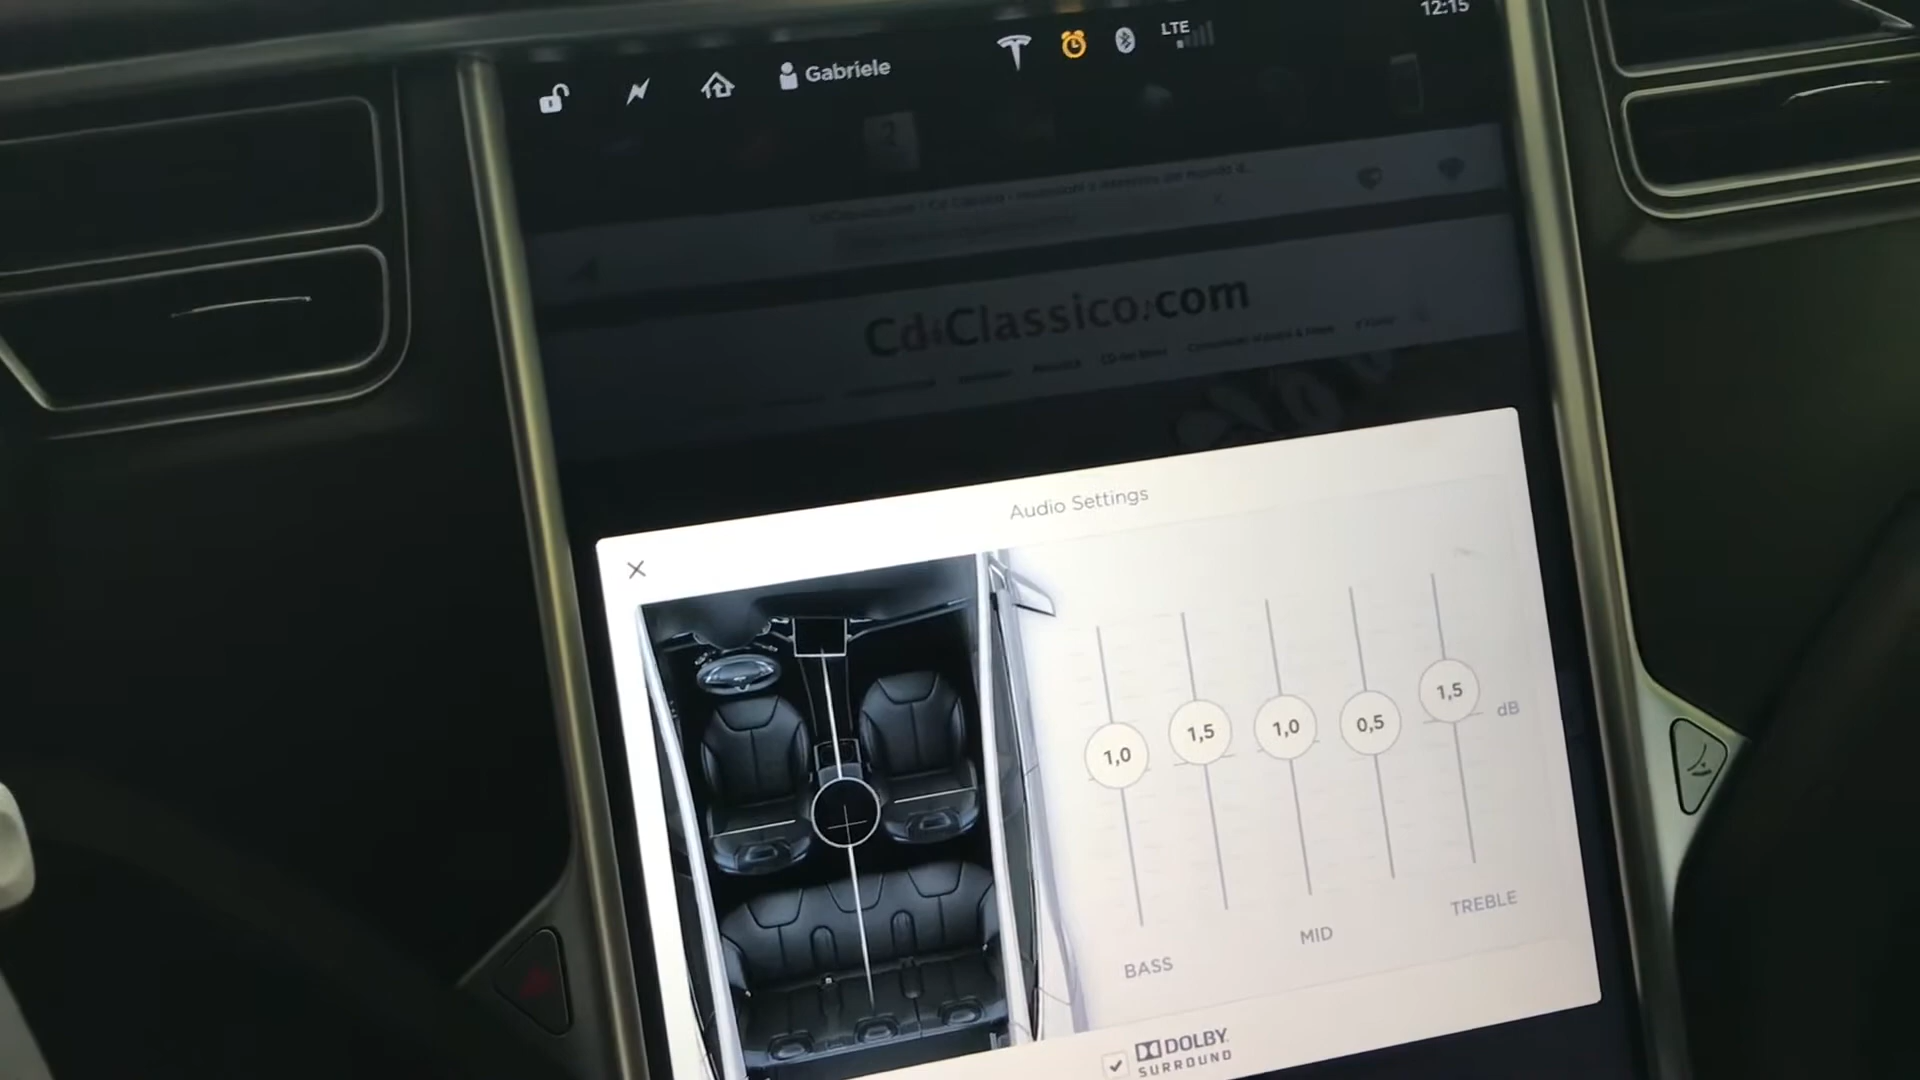 12:15
LTE
Gabriele
CdClassico.com
Audio Settings
1,0
1,5
1,0
0,5
1,5
dB
BASS
MID
TREBLE
DOLBY
SURROUND